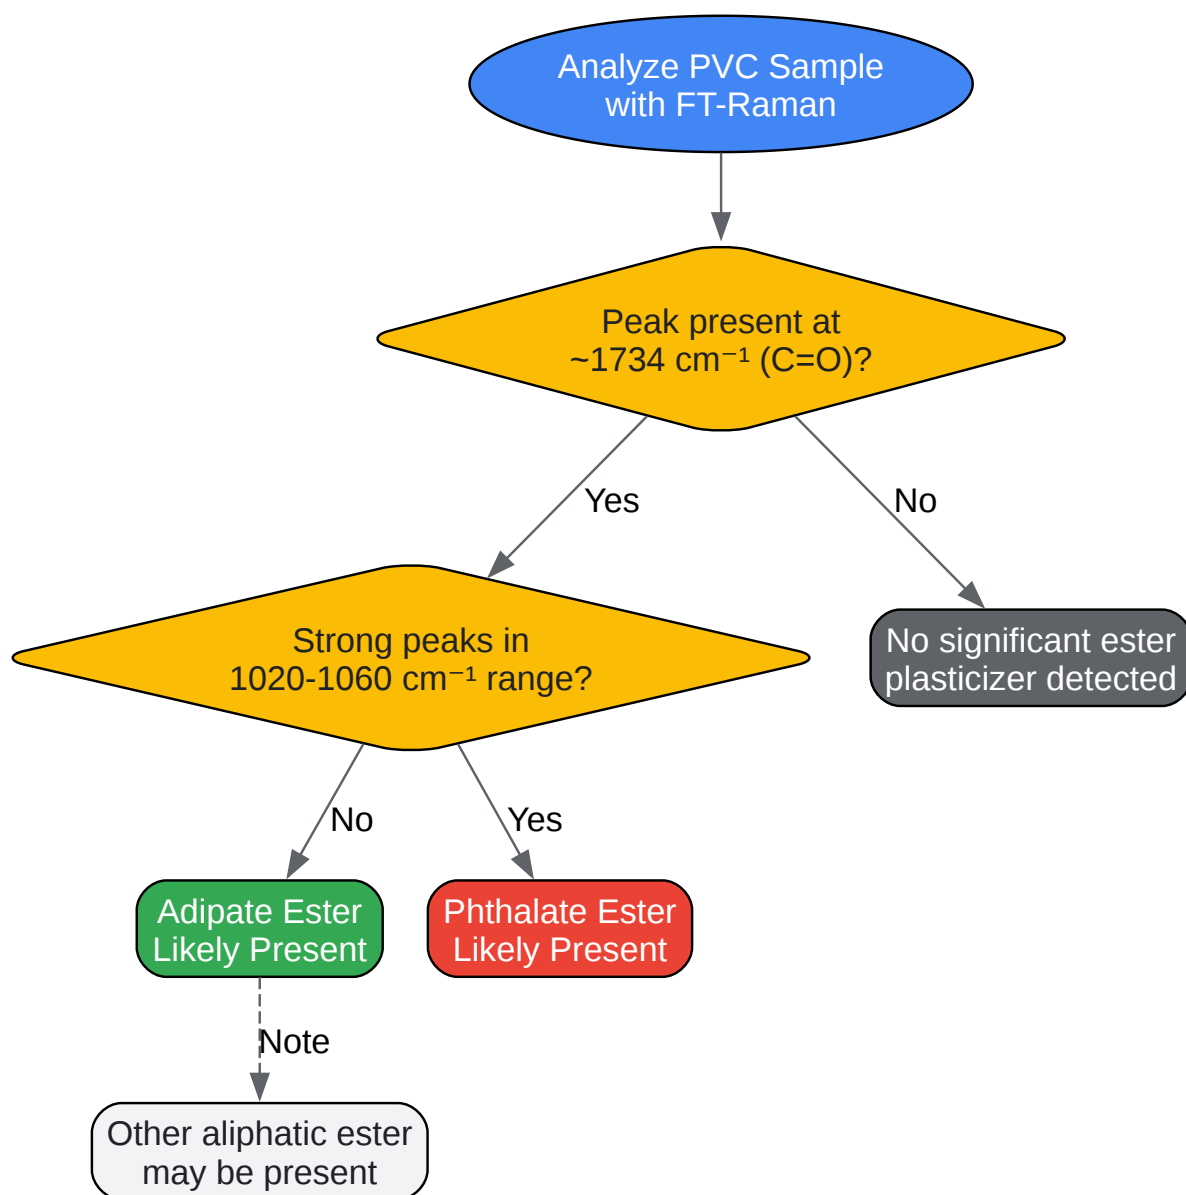 Analyze PVC Sample
with FT-Raman
Peak present at
~1734 cm⁻¹ (C=O)?
Yes
No
Strong peaks in
1020-1060 cm⁻¹ range?
No significant ester
plasticizer detected
No
Yes
Adipate Ester
Likely Present
Phthalate Ester
Likely Present
Note
Other aliphatic ester
may be present